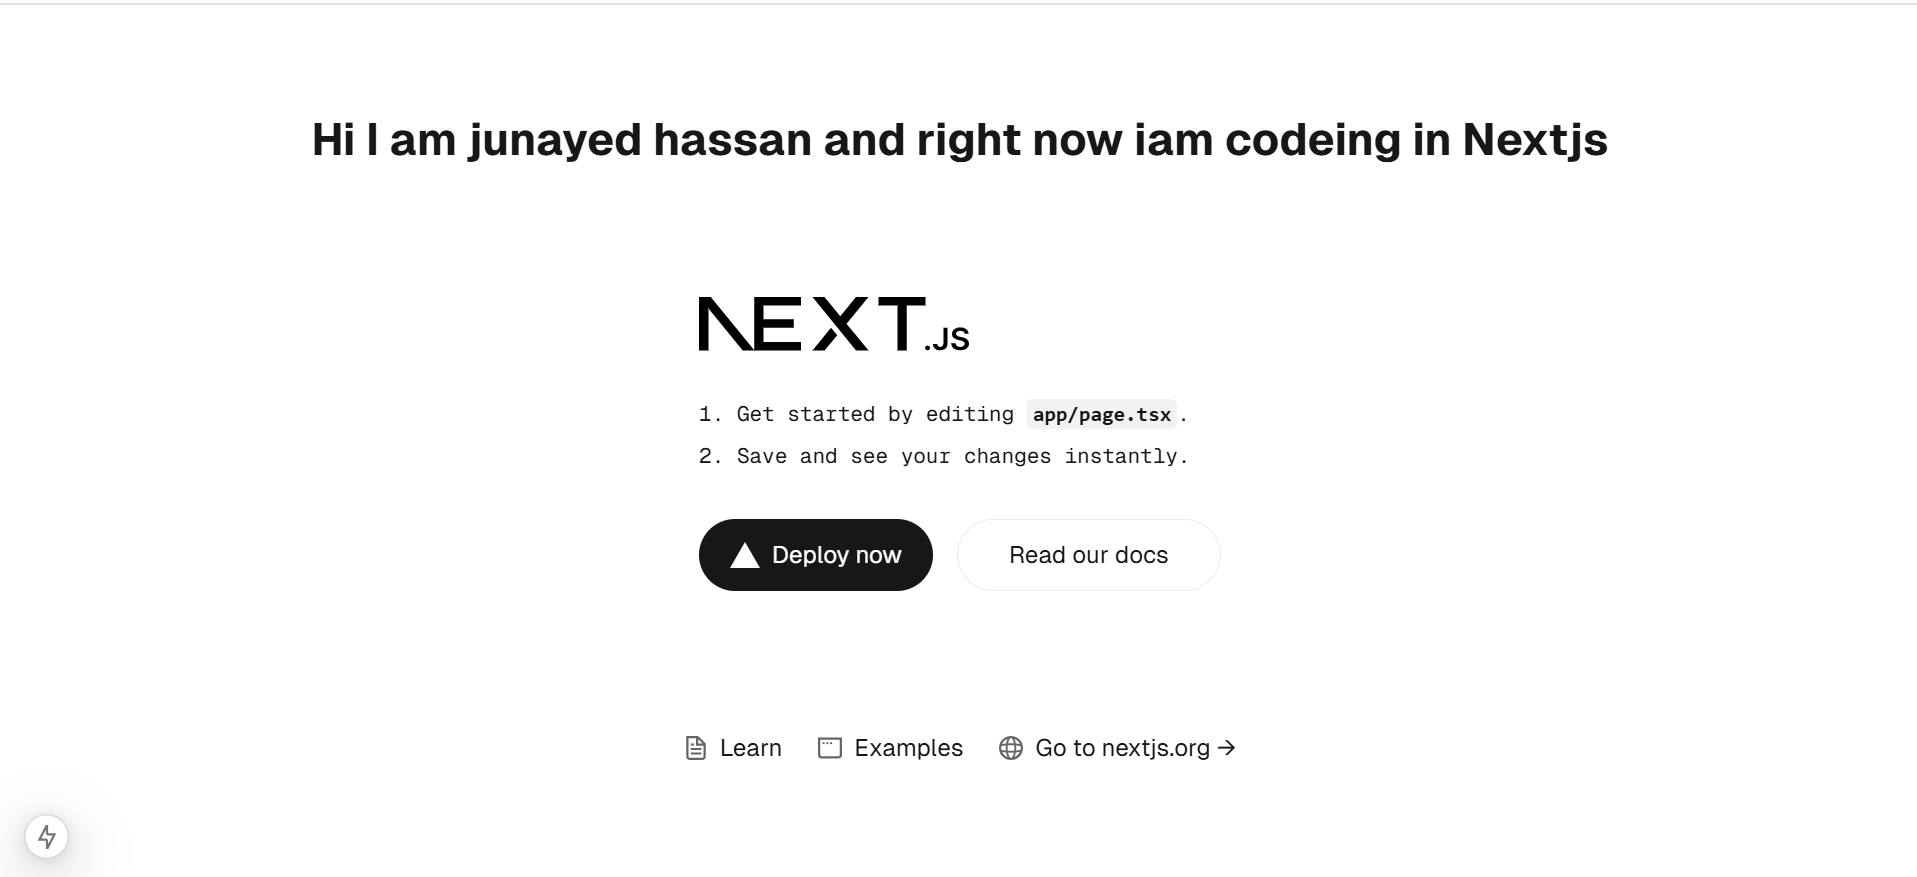 Hi I am junayed hassan and right now iam codeing in Nextjs
NEXT.JS
1. Get started by editing app/page.tsx.
2. Save and see your changes instantly.
Deploy now Read our docs
Learn Examples Go to nextjs.org →